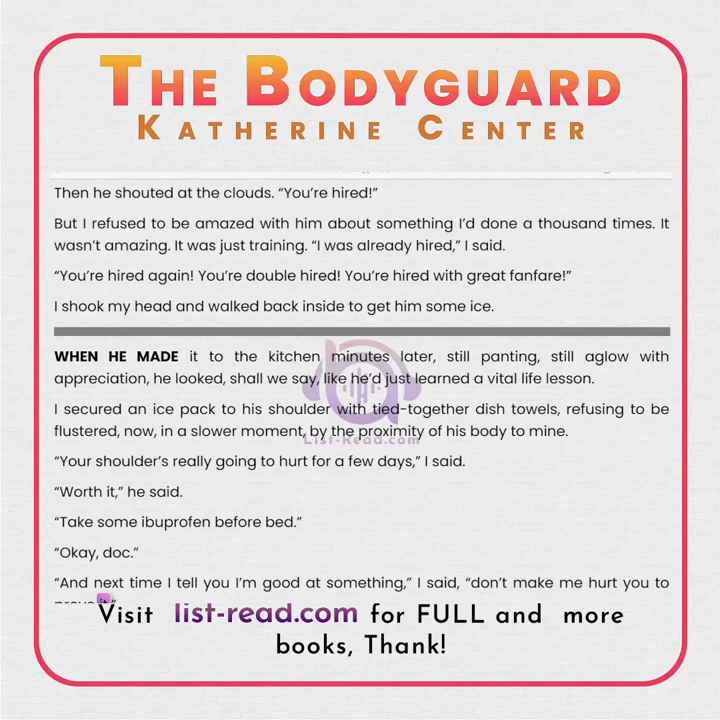 THE BODYGUARD
KATHERINE CENTER
Then he shouted at the clouds. “You’re hired!”
But I refused to be amazed with him about something I’d done a thousand times. It
wasn’t amazing. It was just training. “I was already hired,” I said.
“You’re hired again! You’re double hired! You’re hired with great fanfare!”
I shook my head and walked back inside to get him some ice.
WHEN HE MADE it to the kitchen minutes later, still panting, still aglow with
appreciation, he looked, shall we say, like he’d just learned a vital life lesson.
I secured an ice pack to his shoulder with tied-together dish towels, refusing to be
flustered, now, in a slower moment, by the proximity of his body to mine.
List-Read.com
“Your shoulder’s really going to hurt for a few days,” I said.
“Worth it,” he said.
“Take some ibuprofen before bed.”
“Okay, doc.”
“And next time I tell you I’m good at something,” I said, “don’t make me hurt you to
Visit list-read.com for FULL and more
books, Thank!